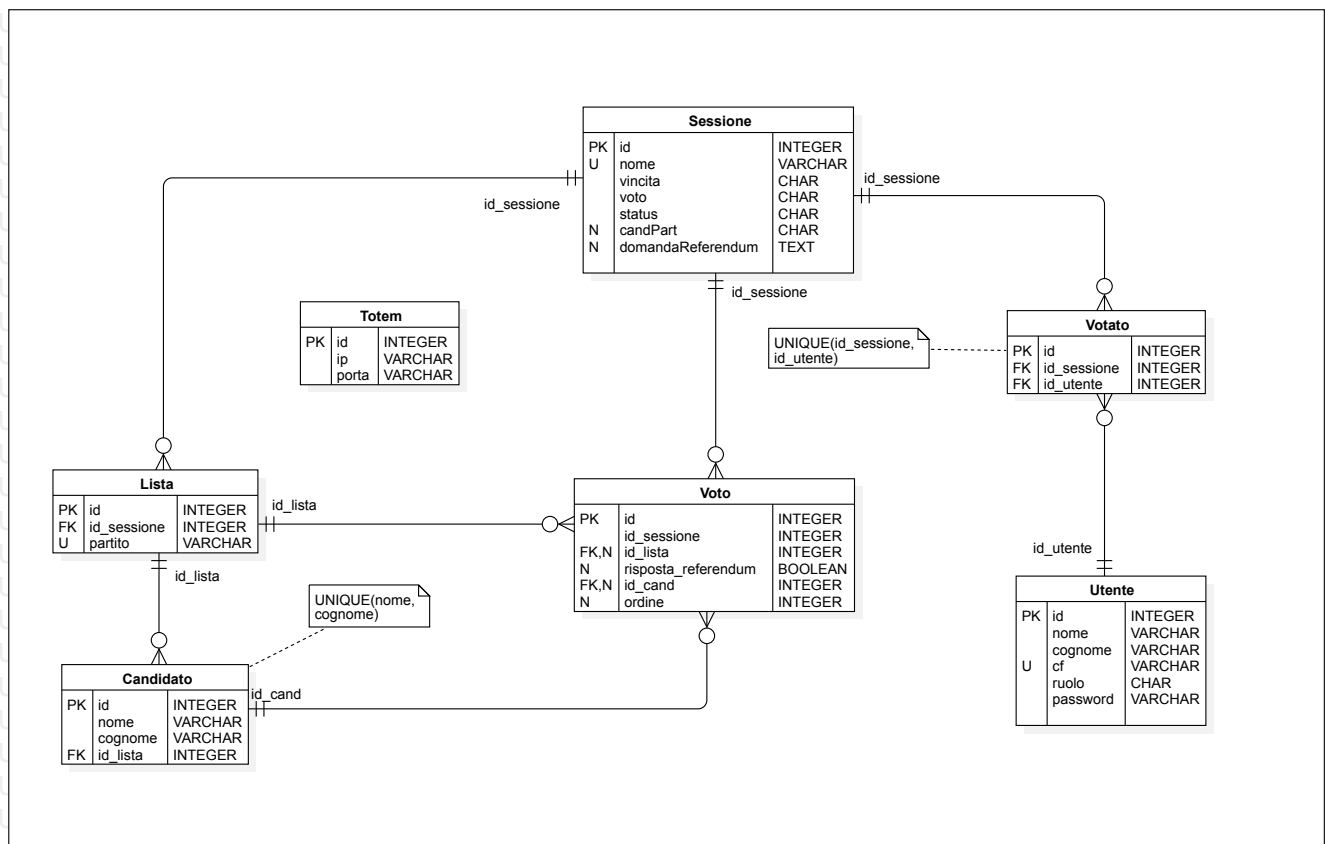 Sessione
PK id INTEGER
U nome VARCHAR
vincita CHAR
voto CHAR
status CHAR
N candPart CHAR
N domandaReferendum TEXT
id_sessione
id_sessione
id_sessione
Totem
PK id INTEGER
ip VARCHAR
porta VARCHAR
UNIQUE(id_sessione,
id_utente)
Votato
PK id INTEGER
FK id_sessione INTEGER
FK id_utente INTEGER
Lista
PK id INTEGER
FK id_sessione INTEGER
U partito VARCHAR
id_lista
id_lista
Voto
PK id INTEGER
id_sessione INTEGER
FK,N id_lista INTEGER
N risposta_referendum BOOLEAN
FK,N id_cand INTEGER
N ordine INTEGER
id_utente
Utente
PK id INTEGER
nome VARCHAR
cognome VARCHAR
U cf VARCHAR
ruolo CHAR
password VARCHAR
UNIQUE(nome,
cognome)
Candidato
PK id INTEGER
nome VARCHAR
cognome VARCHAR
FK id_lista INTEGER
id_cand